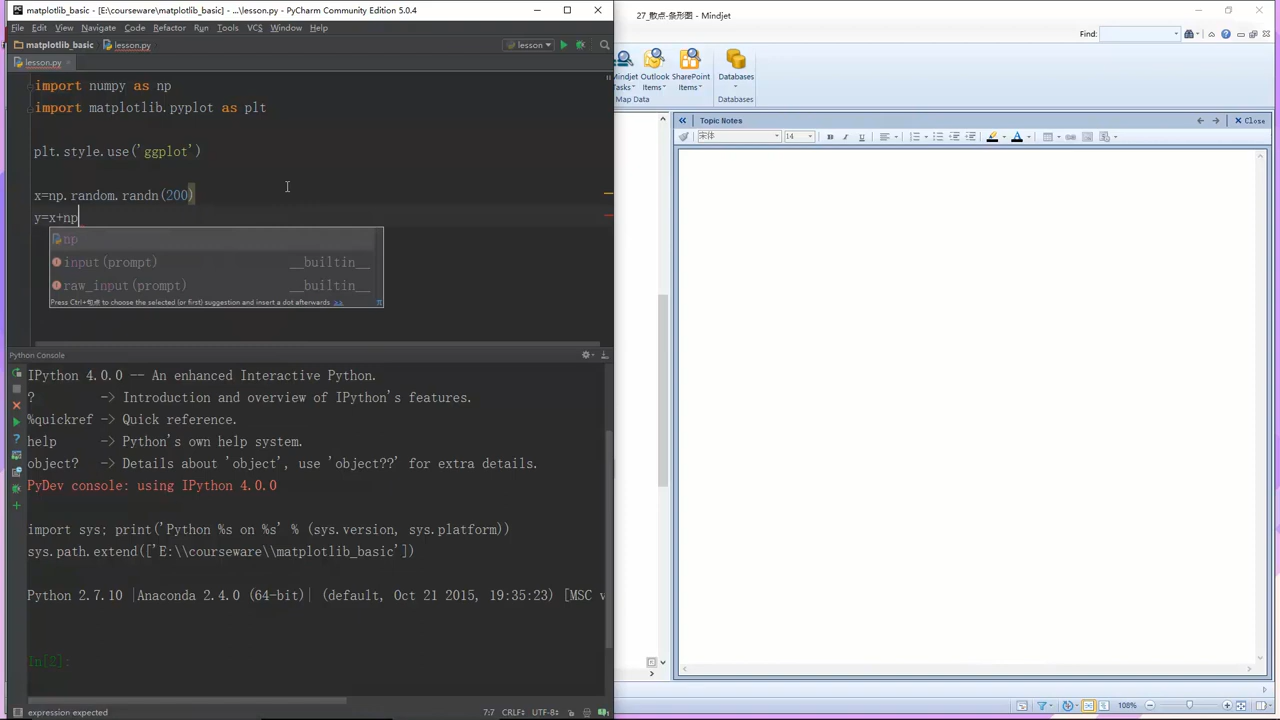 matplotlib_basic - [E:\courseware\matplotlib_basic] - ...\lesson.py - PyCharm Community Edition 5.0.4
File Edit View Navigate Code Refactor Run Tools VCS Window Help
matplotlib_basic lesson.py lesson
lesson.py
import numpy as np
import matplotlib.pyplot as plt
plt.style.use('ggplot')
x=np.random.randn(200)
y=x+np
np
input(prompt) __builtin__
raw_input(prompt) __builtin__
Press Ctrl+句点 to choose the selected (or first) suggestion and insert a dot afterwards >>
π
Python Console
IPython 4.0.0 -- An enhanced Interactive Python.
? -> Introduction and overview of IPython's features.
%quickref -> Quick reference.
help -> Python's own help system.
object? -> Details about 'object', use 'object??' for extra details.
PyDev console: using IPython 4.0.0
import sys; print('Python %s on %s' % (sys.version, sys.platform))
sys.path.extend(['E:\\courseware\\matplotlib_basic'])
Python 2.7.10 |Anaconda 2.4.0 (64-bit)| (default, Oct 21 2015, 19:35:23) [MSC v
In[2]:
expression expected 7:7 CRLF÷ UTF-8÷
27_散点-条形图 - Mindjet
Find:
Mindjet Outlook SharePoint Databases
Tasks Items Items
Map Data Databases
Topic Notes Close
宋体 14 B I U
108%